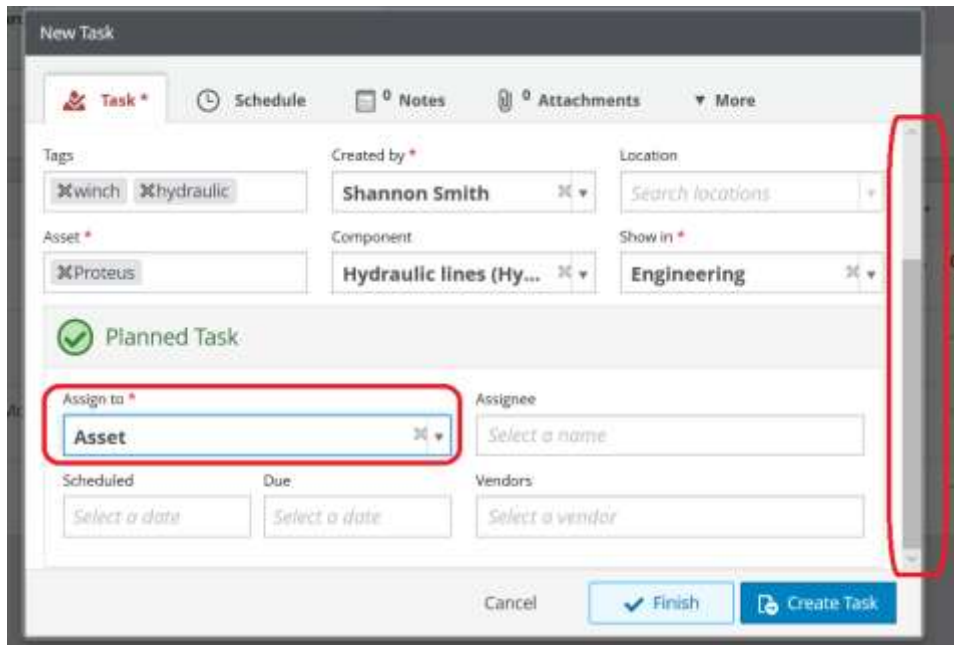 New Task
Task * Schedule 0 Notes 0 Attachments ▼ More
Tags Created by * Location
winch hydraulic Shannon Smith Search locations
Asset * Component Show in *
Proteus Hydraulic lines (Hy... Engineering
Planned Task
Assign to * Assignee
Asset Select a name
Scheduled Due Vendors
Select a date Select a date Select a vendor
Cancel Finish Create Task